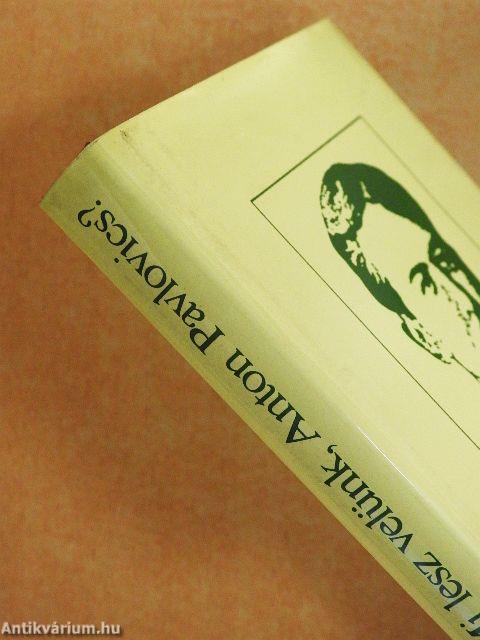 lesz velünk, Anton Pavlovics?
Antikvárium.hu